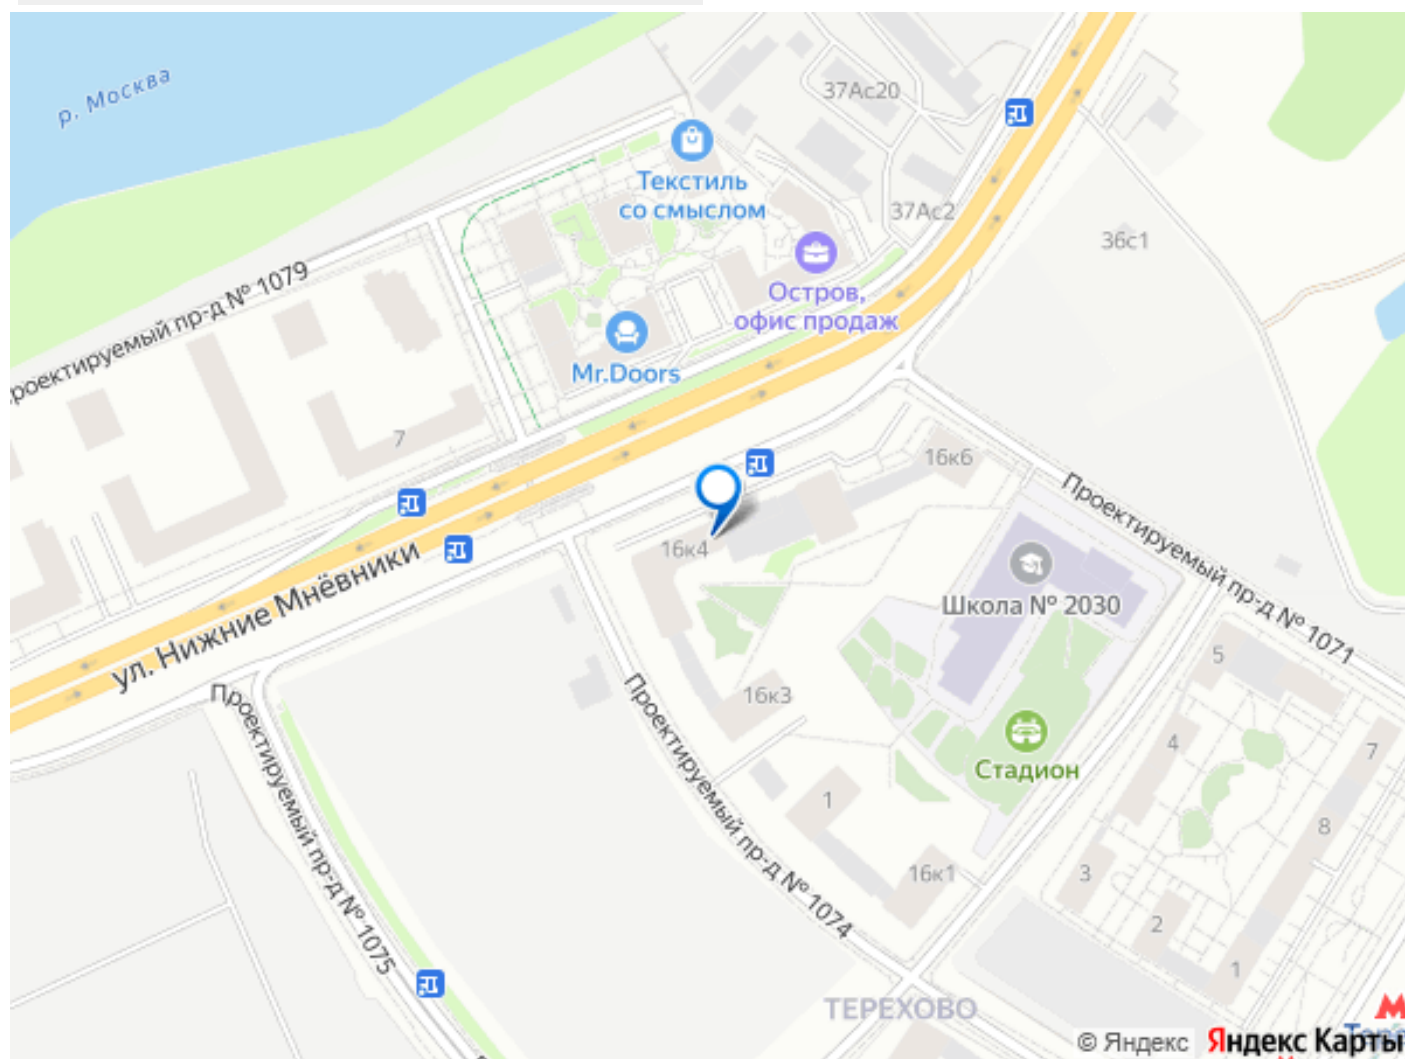 р. Москва
37Ас20
Текстиль
со смыслом
37Ас2
36с1
Остров,
офис продаж
Проектируемый пр-д № 1079
Mr.Doors
7
16к6
Проектируемый пр-д № 1071
16к4
ул. Нижние Мнёвники
Школа № 2030
5
16к3
Проектируемый пр-д № 1075
Проектируемый пр-д № 1074
Стадион
4
7
1
8
16к1
3
2
1
ТЕРЕХОВО
© Яндекс
Яндекс Карты